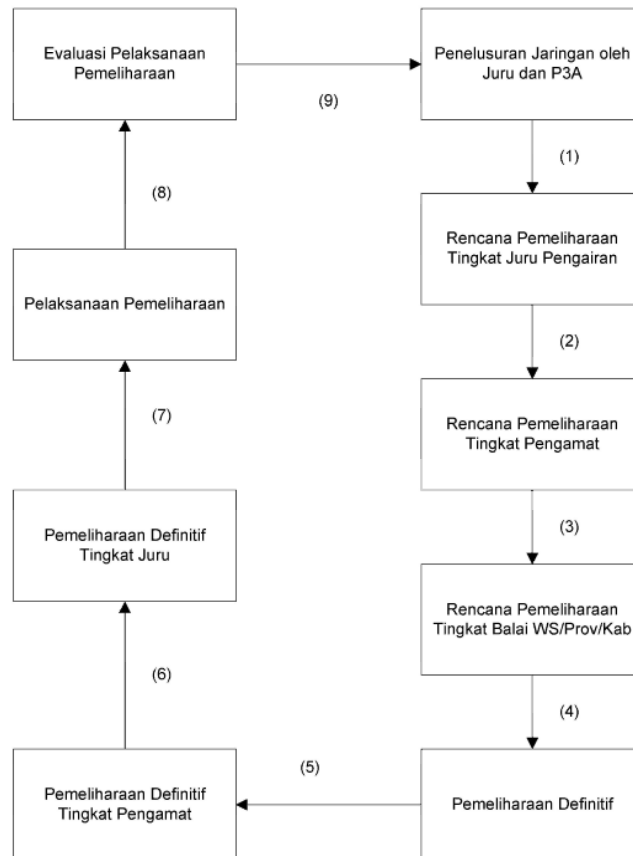 Evaluasi Pelaksanaan
Pemeliharaan
(9)
Penelusuran Jaringan oleh
Juru dan P3A
(1)
Rencana Pemeliharaan
Tingkat Juru Pengairan
(2)
Rencana Pemeliharaan
Tingkat Pengamat
(3)
Rencana Pemeliharaan
Tingkat Balai WS/Prov/Kab
(4)
Pemeliharaan Definitif
(5)
Pemeliharaan Definitif
Tingkat Pengamat
(6)
Pemeliharaan Definitif
Tingkat Juru
(7)
Pelaksanaan Pemeliharaan
(8)